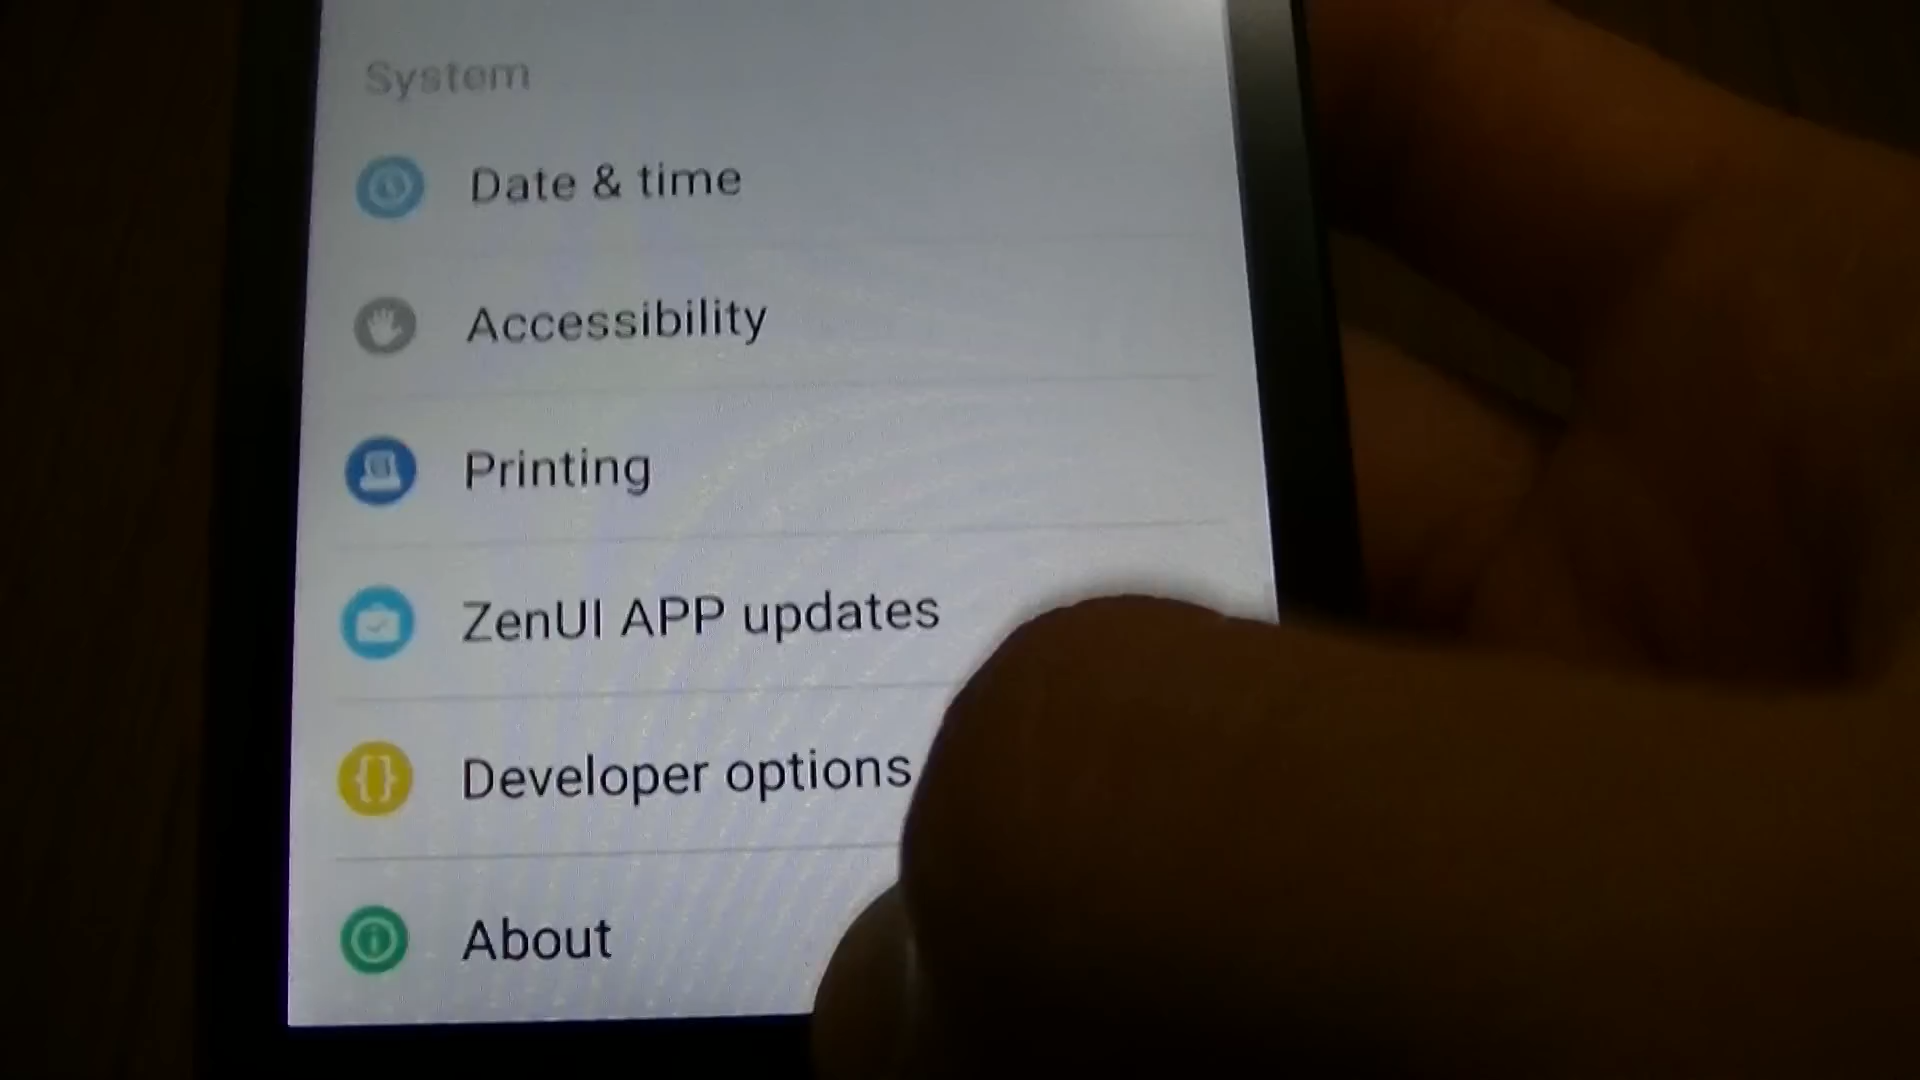 System
Date & time
Accessibility
Printing
ZenUI APP updates
Developer options
About